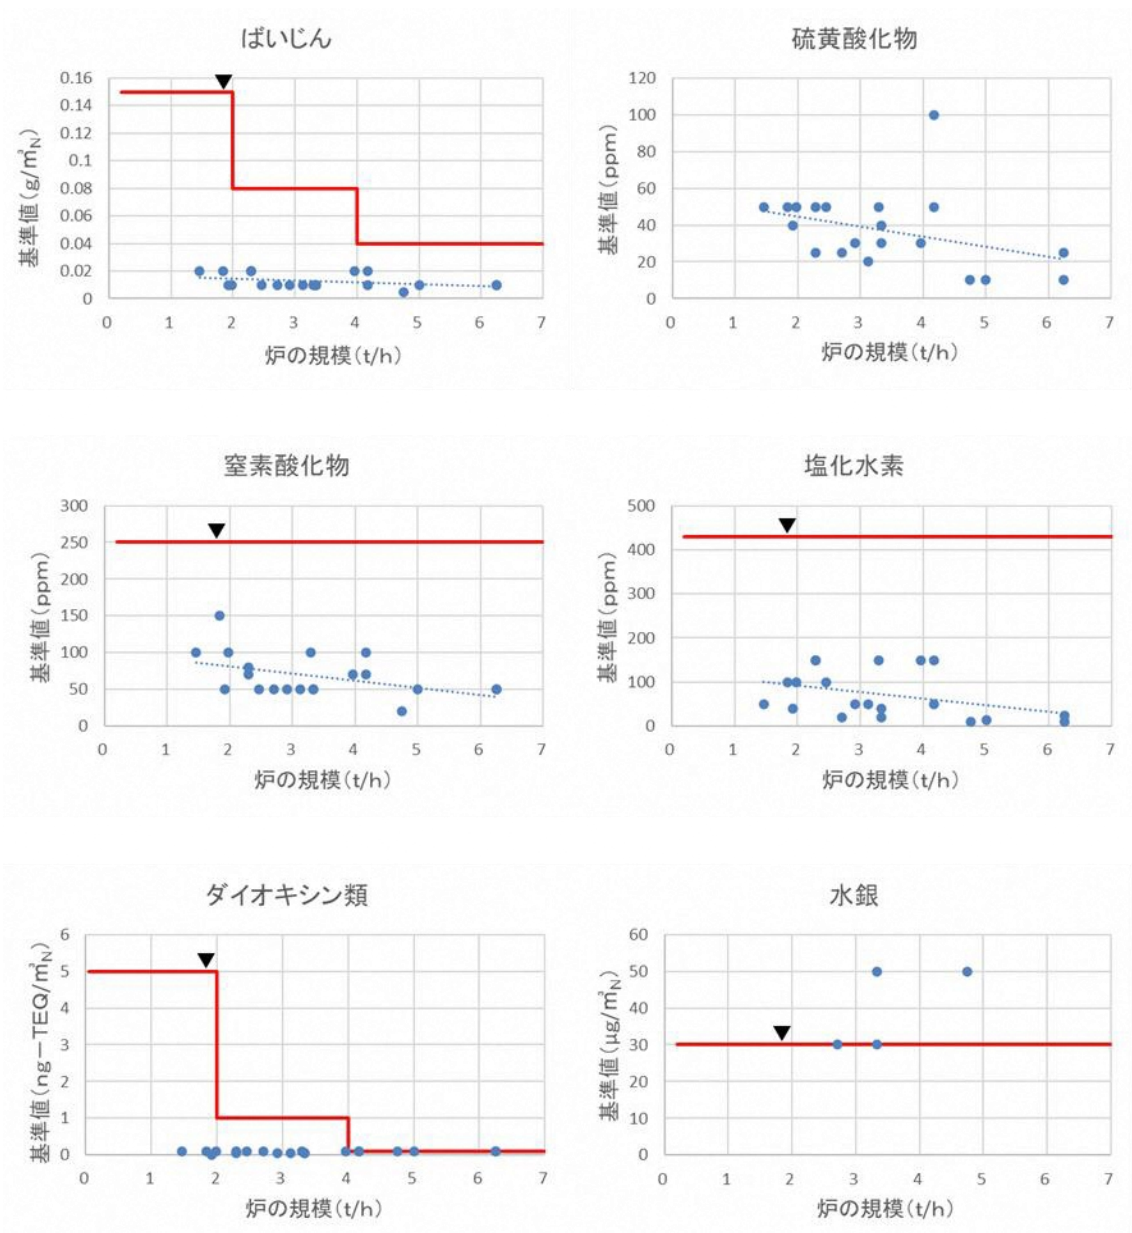 ばいじん
基準値(g/㎥N)
0.16
0.14
0.12
0.1
0.08
0.06
0.04
0.02
0
0 1 2 3 4 5 6 7
炉の規模(t/h)
硫黄酸化物
基準値(ppm)
120
100
80
60
40
20
0
0 1 2 3 4 5 6 7
炉の規模(t/h)
窒素酸化物
基準値(ppm)
300
250
200
150
100
50
0
0 1 2 3 4 5 6 7
炉の規模(t/h)
塩化水素
基準値(ppm)
500
400
300
200
100
0
0 1 2 3 4 5 6 7
炉の規模(t/h)
ダイオキシン類
基準値(ng-TEQ/㎥N)
6
5
4
3
2
1
0
0 1 2 3 4 5 6 7
炉の規模(t/h)
水銀
基準値(μg/㎥N)
60
50
40
30
20
10
0
0 1 2 3 4 5 6 7
炉の規模(t/h)